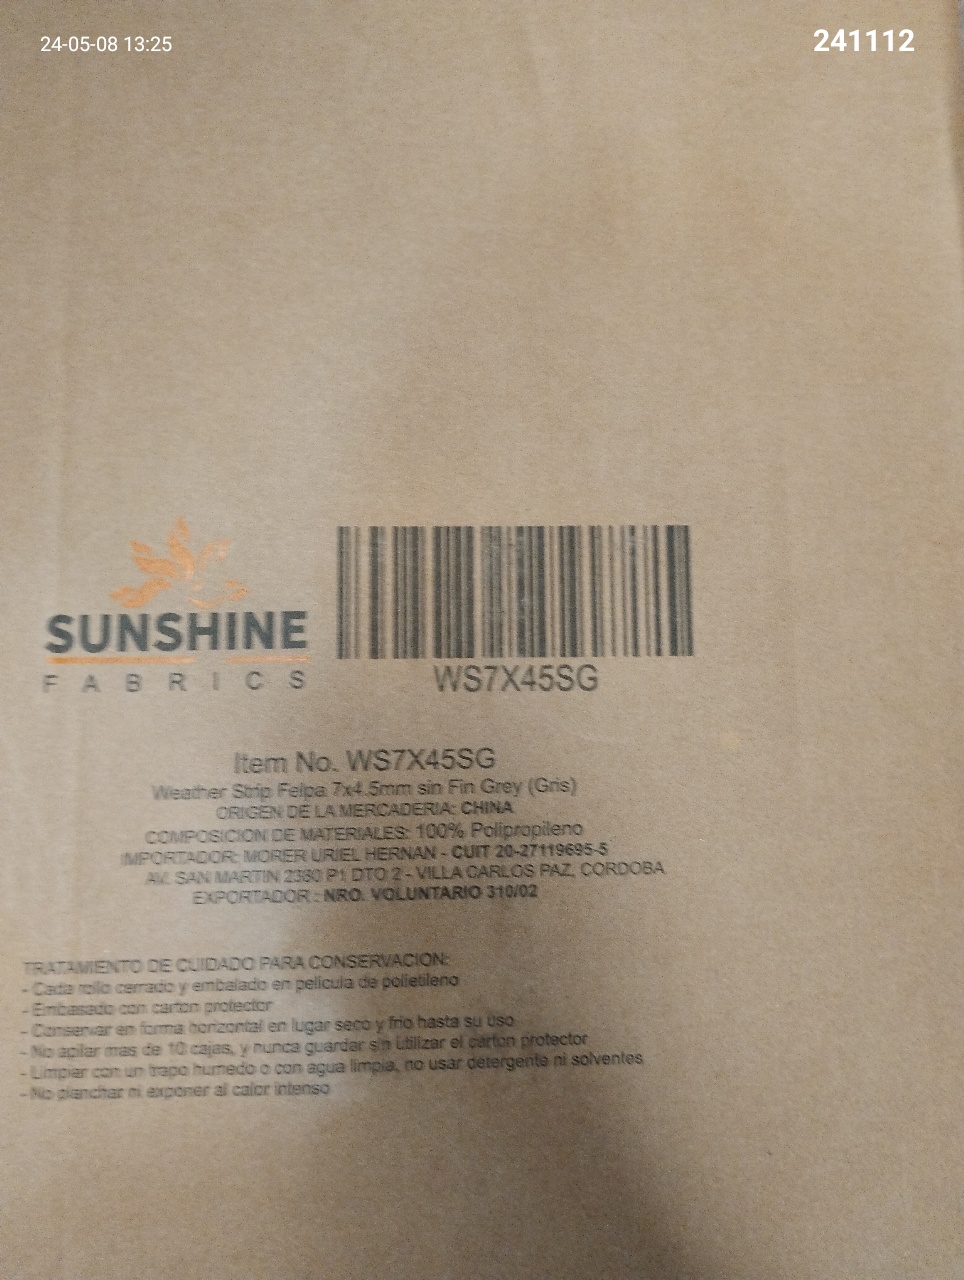 24-05-08 13:25
241112
SUNSHINE
FABRICS
WS7X45SG
Item No. WS7X45SG
Weather Strip Felpa 7x4.5mm sin Fin Grey (Gris)
ORIGEN DE LA MERCADERIA: CHINA
COMPOSICION DE MATERIALES: 100% Polipropileno
IMPORTADOR: MORER URIEL HERNAN - CUIT 20-27119695-5
AV. SAN MARTIN 2380 P1 DTO 2 - VILLA CARLOS PAZ, CORDOBA
EXPORTADOR: NRO. VOLUNTARIO 310/02
TRATAMIENTO DE CUIDADO PARA CONSERVACION:
- Cada rollo cerrado y embalado en pelicula de polietileno
- Embasado con carton protector
- Conservar en forma horizontal en lugar seco y frio hasta su uso
- No apilar mas de 10 cajas, y nunca guardar sin utilizar el carton protector
- Limpiar con un trapo humedo o con agua limpia, no usar detergente ni solventes
- No planchar ni exponer al calor intenso